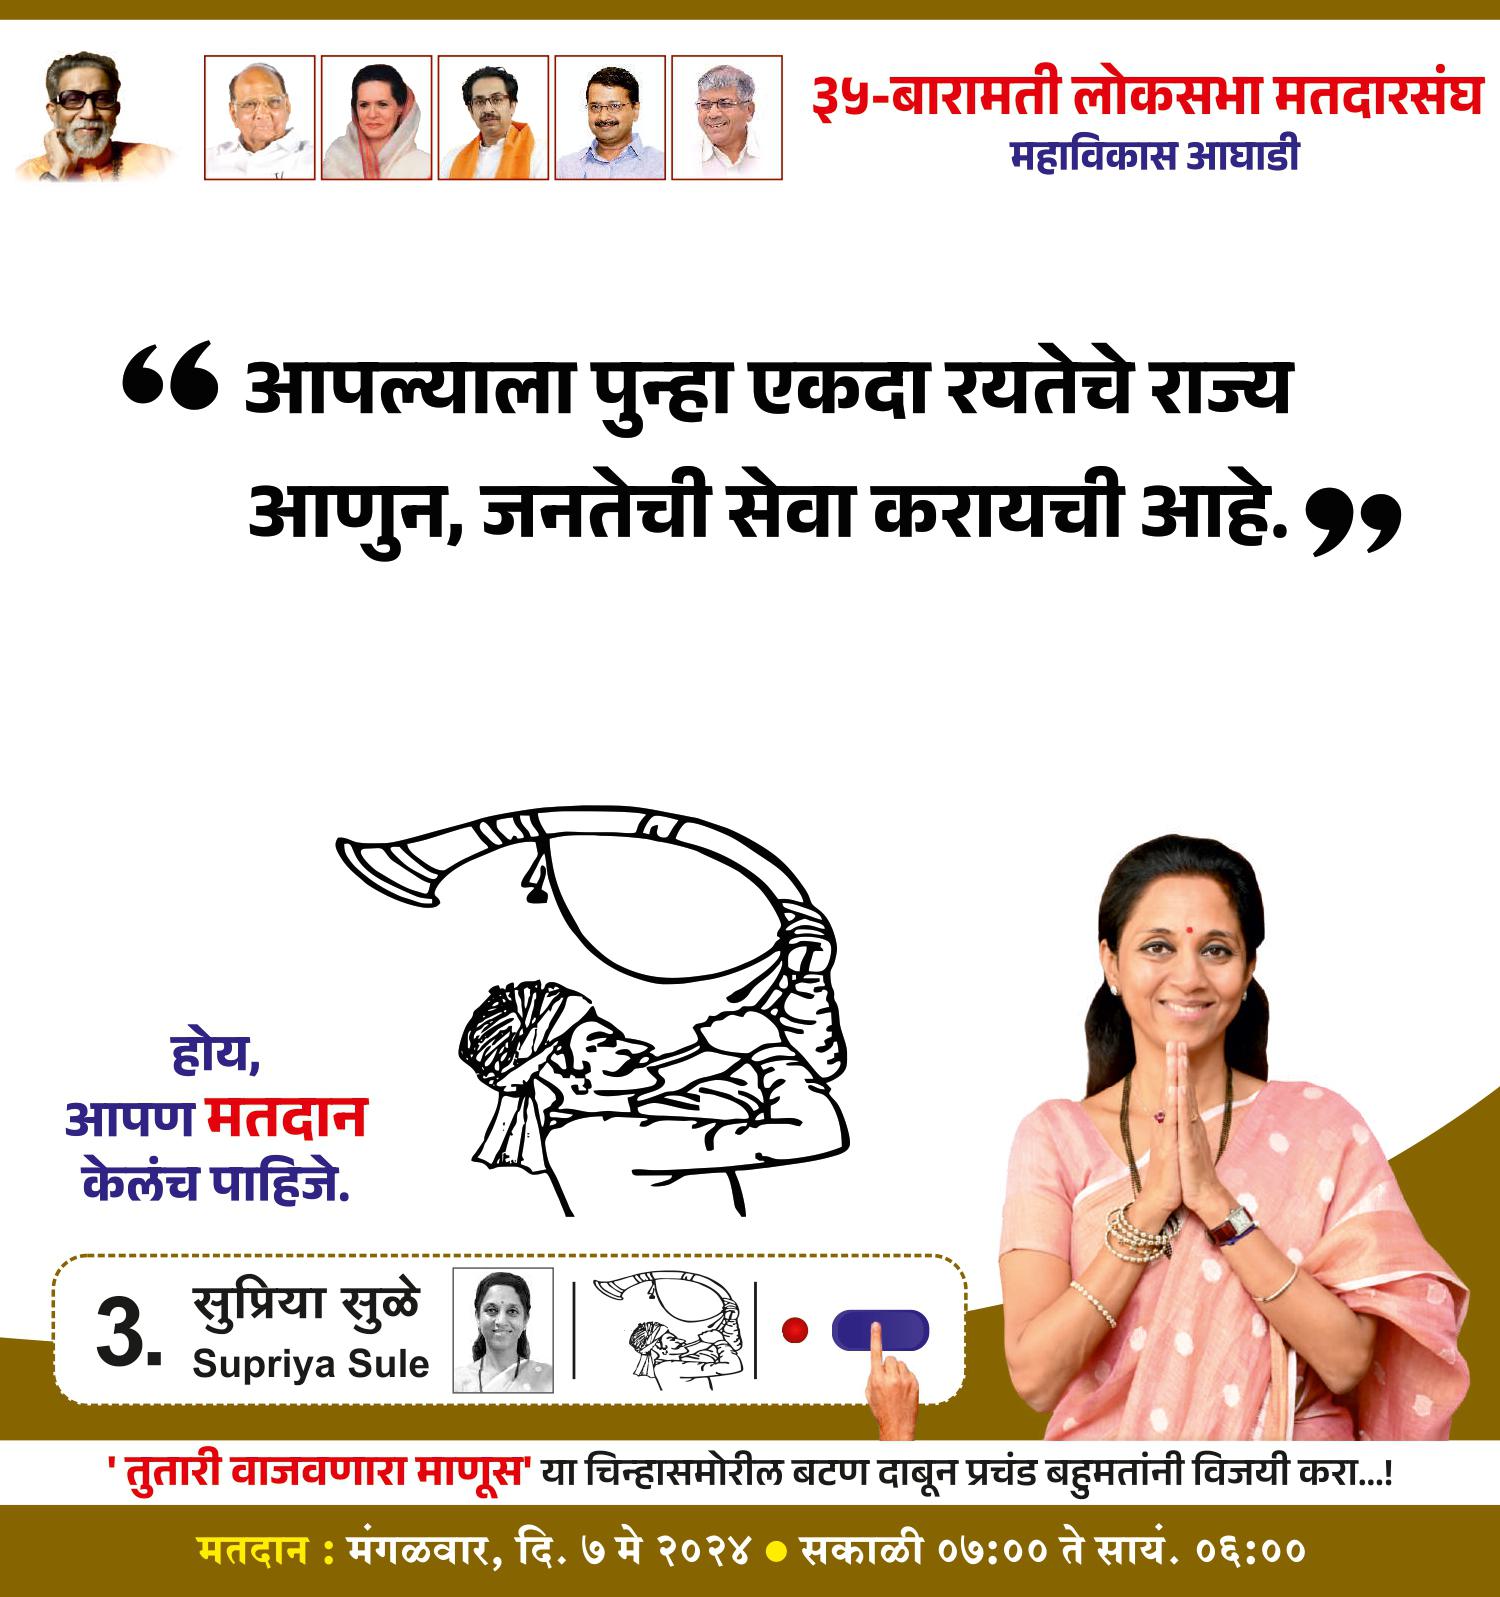 ३५-बारामती लोकसभा मतदारसंघ
महाविकास आघाडी
“ आपल्याला पुन्हा एकदा रयतेचे राज्य
आणुन, जनतेची सेवा करायची आहे. ”
होय,
आपण मतदान
केलंच पाहिजे.
3. सुप्रिया सुळे
Supriya Sule
' तुतारी वाजवणारा माणूस' या चिन्हासमोरील बटण दाबून प्रचंड बहुमतांनी विजयी करा...!
मतदान : मंगळवार, दि. ७ मे २०२४ ● सकाळी ०७:०० ते सायं. ०६:००